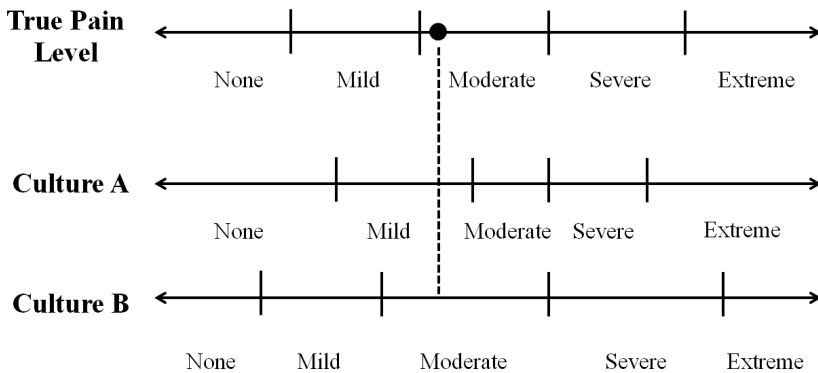 True Pain
Level
None Mild Moderate Severe Extreme
Culture A
None Mild Moderate Severe Extreme
Culture B
None Mild Moderate Severe Extreme